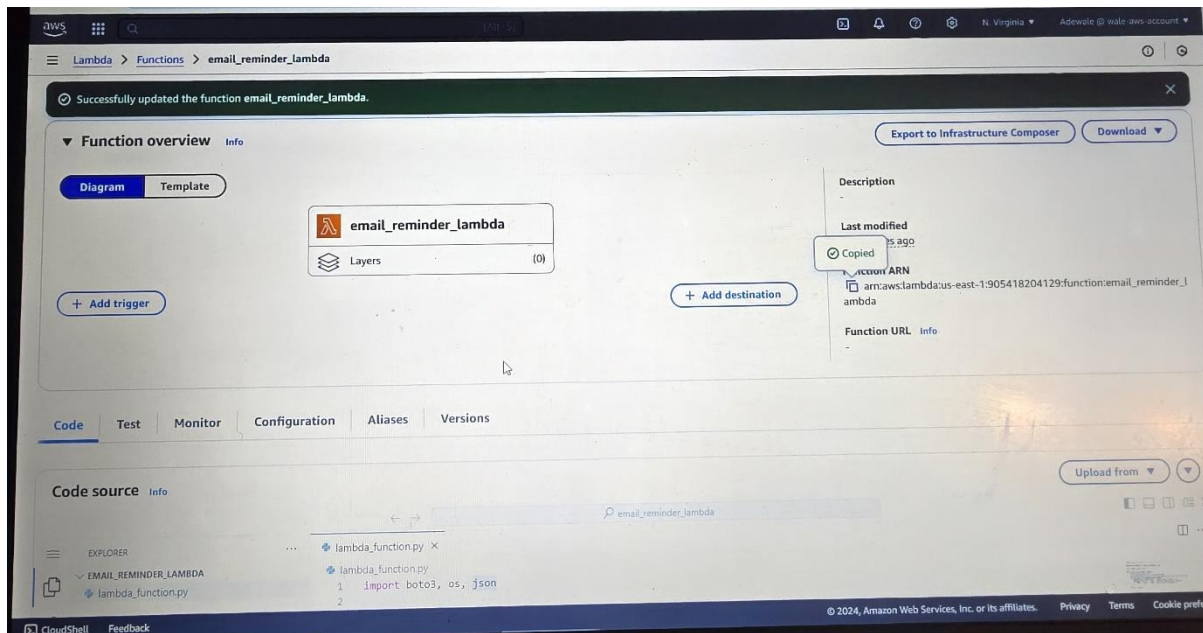 aws
[Alt+S]
N. Virginia
Adewale @ wale-aws-account
Lambda > Functions > email_reminder_lambda
Successfully updated the function email_reminder_lambda.
Function overview Info
Export to Infrastructure Composer
Download
Diagram
Template
email_reminder_lambda
Layers
(0)
+ Add trigger
+ Add destination
Description
-
Last modified
ago
Copied
ARN
arn:aws:lambda:us-east-1:905418204129:function:email_reminder_l
ambda
Function URL Info
-
Code Test Monitor Configuration Aliases Versions
Code source Info
Upload from
email_reminder_lambda
EXPLORER
...
lambda_function.py ×
EMAIL_REMINDER_LAMBDA
lambda_function.py
lambda_function.py
1 import boto3, os, json
2
© 2024, Amazon Web Services, Inc. or its affiliates. Privacy Terms Cookie prefe
CloudShell Feedback